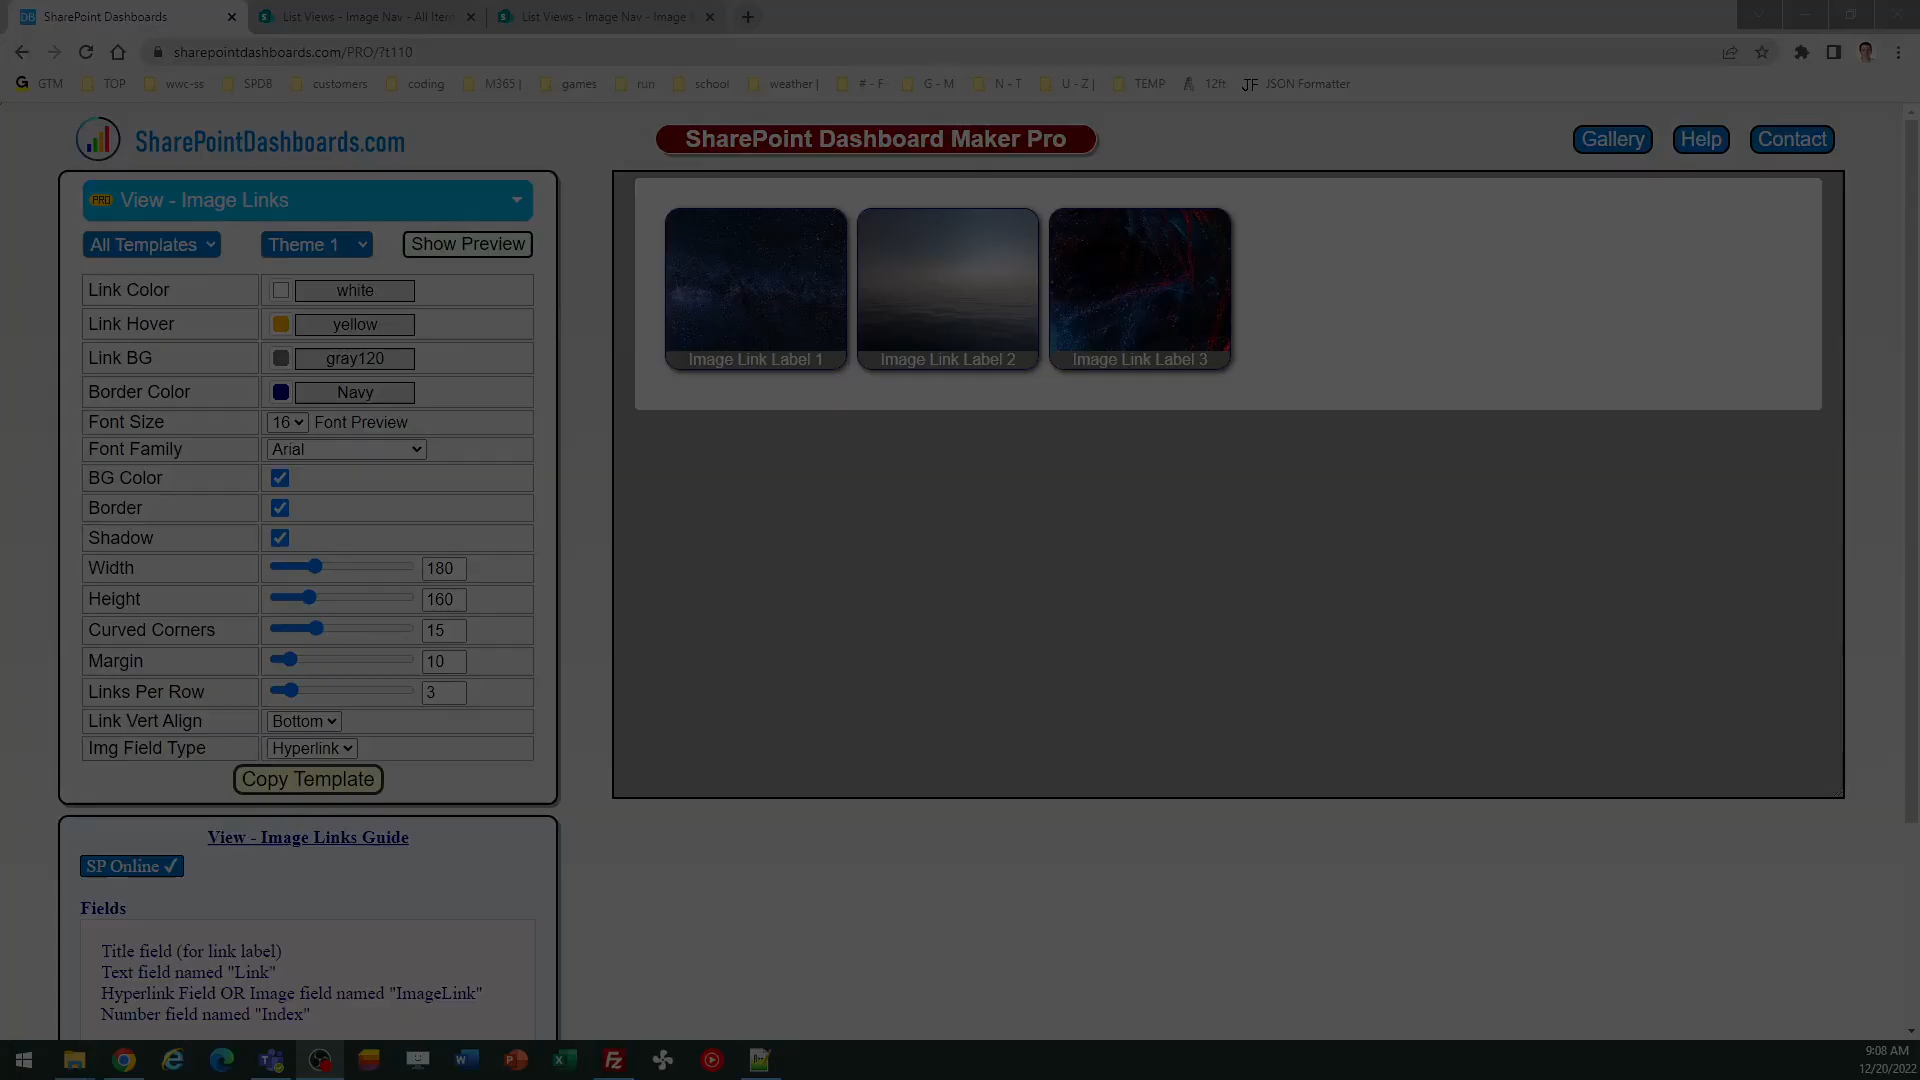 SharePoint Dashboards
List Views - Image Nav - All Item
List Views - Image Nav - Image
sharepointdashboards.com/PRO/?t110
G GTM TOP wwc-ss SPDB customers coding M365 | games run school weather | # - F G - M N - T U - Z | TEMP 12ft JF JSON Formatter
SharePointDashboards.com
SharePoint Dashboard Maker Pro
Gallery Help Contact
PRO View - Image Links
All Templates Theme 1 Show Preview
Link Color white
Link Hover yellow
Link BG gray120
Border Color Navy
Font Size 16 Font Preview
Font Family Arial
BG Color
Border
Shadow
Width 180
Height 160
Curved Corners 15
Margin 10
Links Per Row 3
Link Vert Align Bottom
Img Field Type Hyperlink
Copy Template
Image Link Label 1 Image Link Label 2 Image Link Label 3
View - Image Links Guide
SP Online ✓
Fields
Title field (for link label)
Text field named "Link"
Hyperlink Field OR Image field named "ImageLink"
Number field named "Index"
9:08 AM
12/20/2022